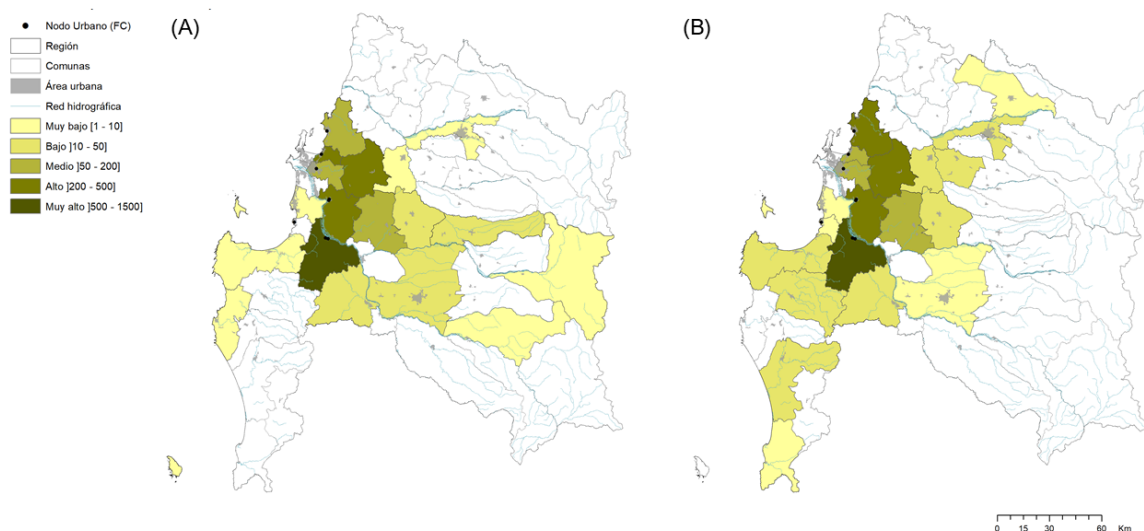 Nodo Urbano (FC)
Región
Comunas
Área urbana
Red hidrográfica
Muy bajo [1 - 10]
Bajo ]10 - 50]
Medio ]50 - 200]
Alto ]200 - 500]
Muy alto ]500 - 1500]
(A)
(B)
0 15 30 60 Km